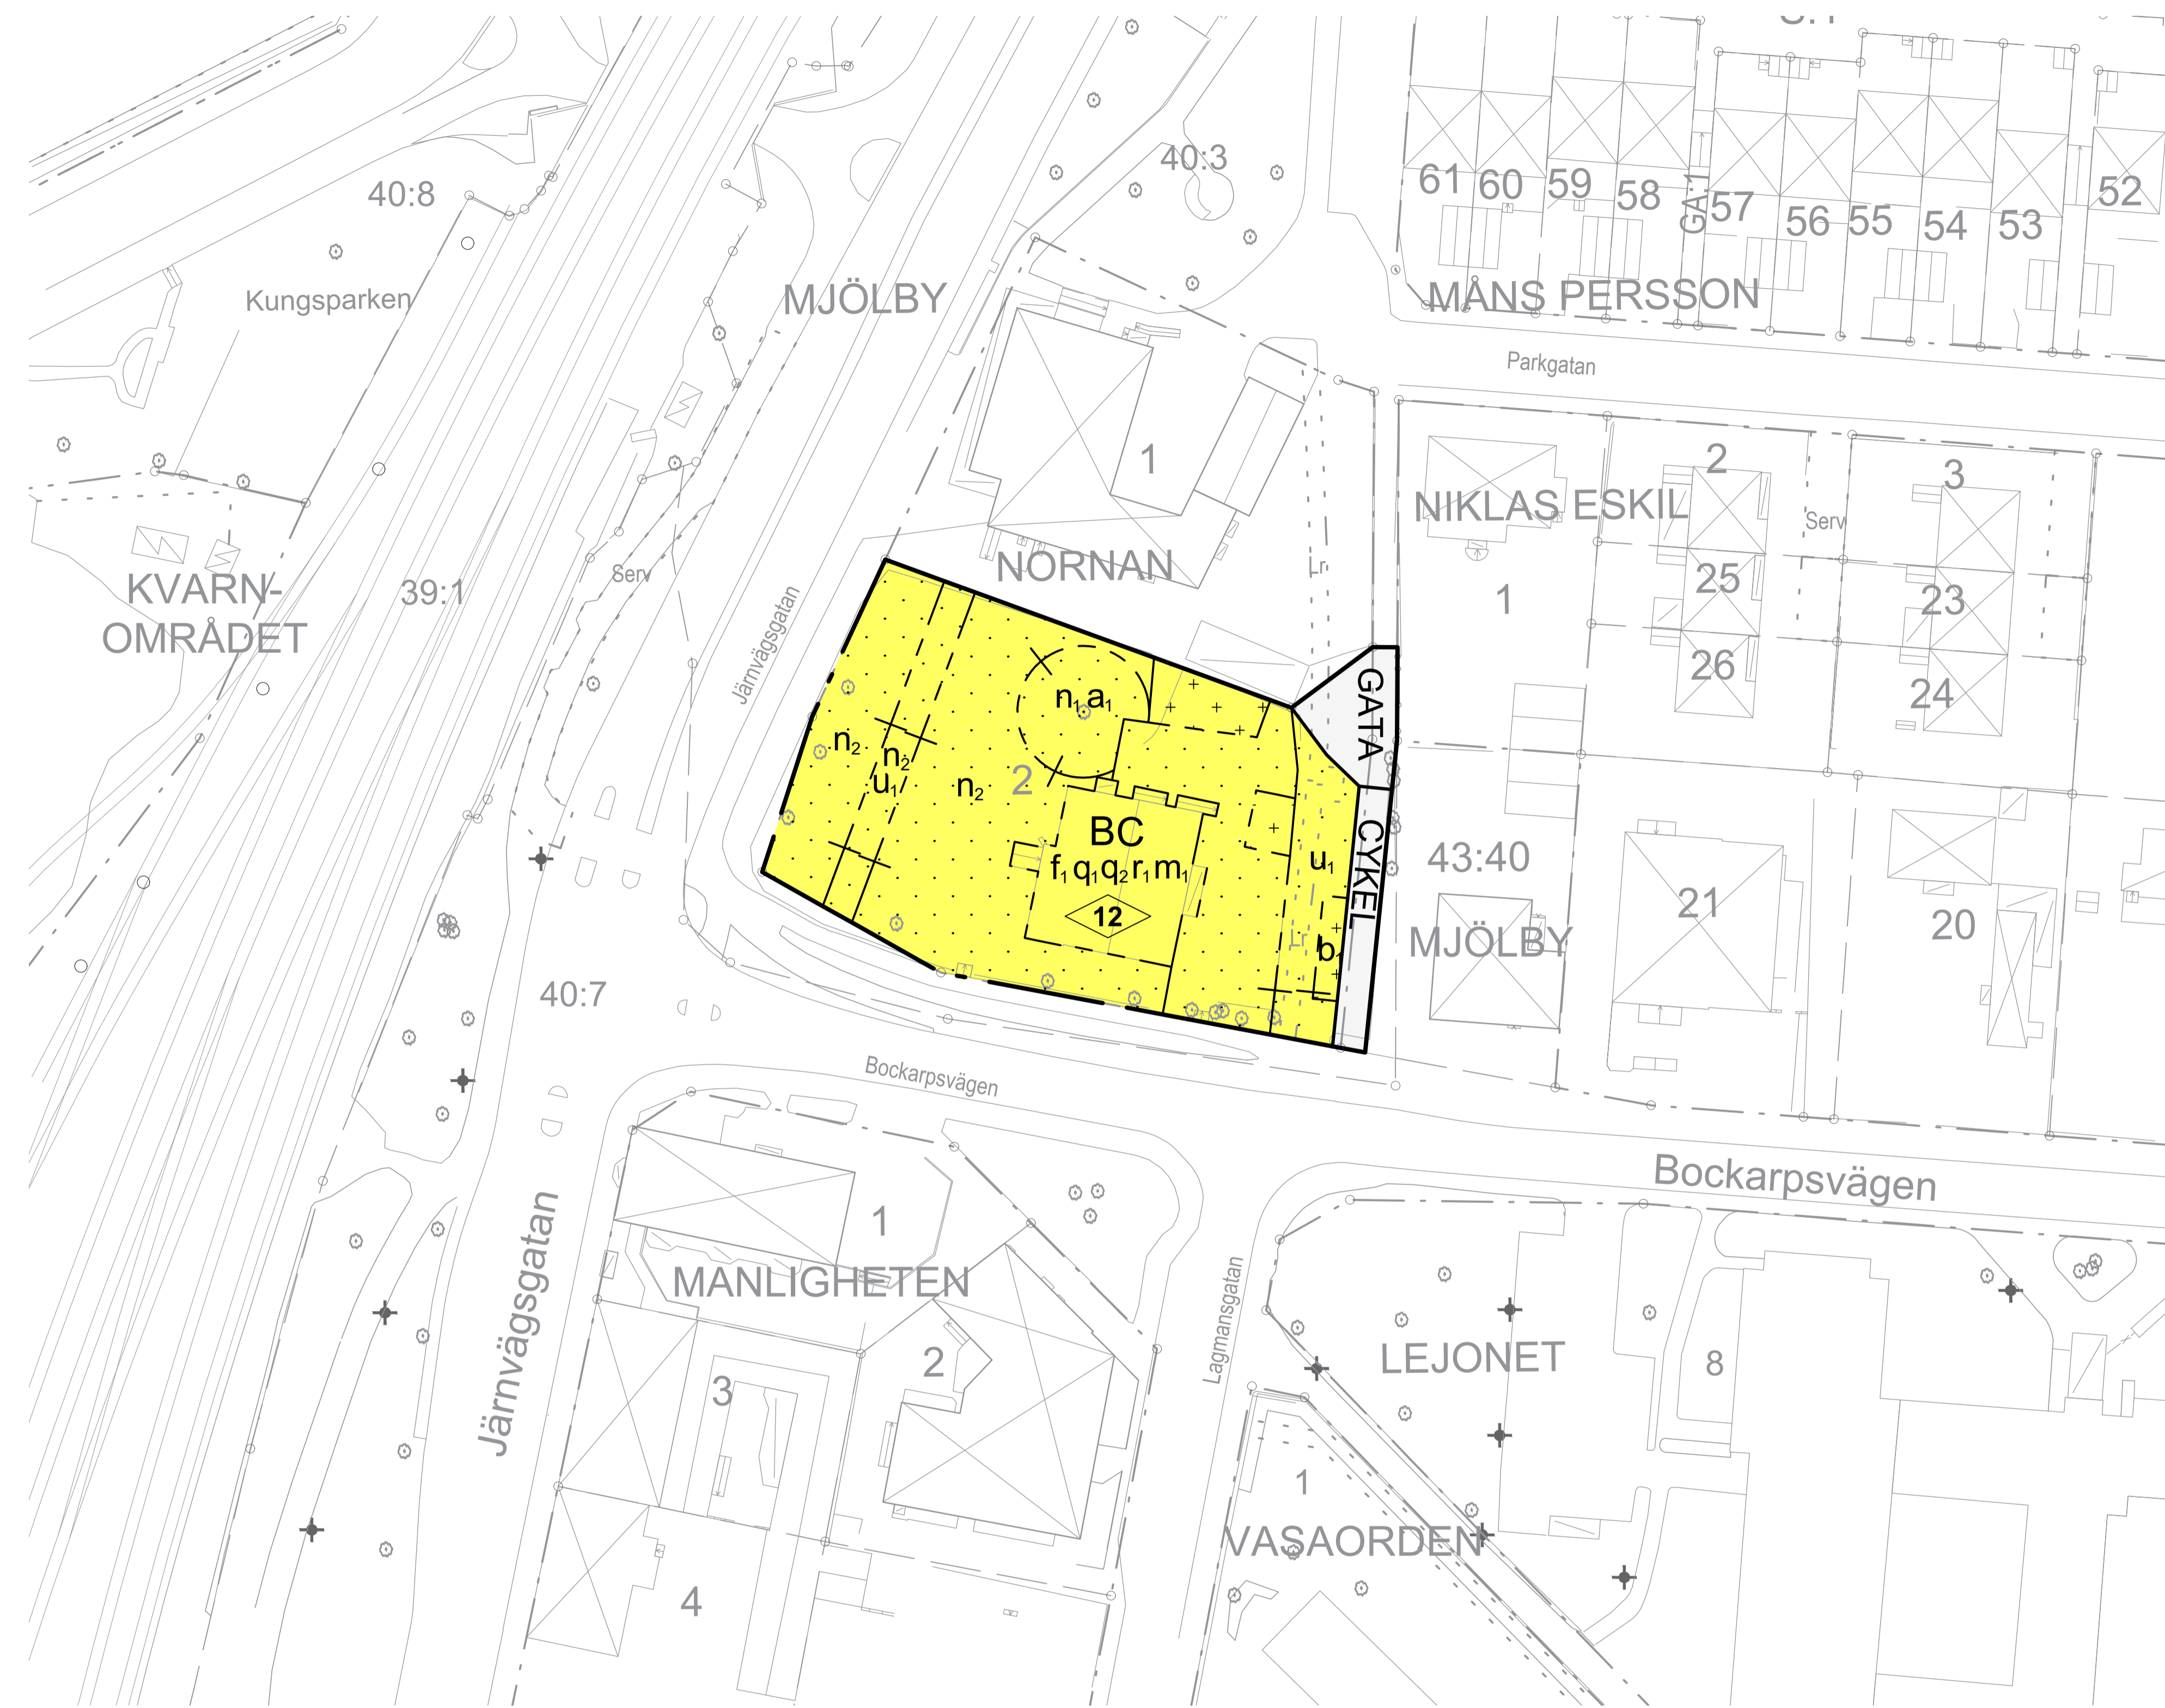 40:8
40:3
61
60
59
58
GA:1
57
56
55
54
53
52
Kungsparken
MJÖLBY
MÅNS PERSSON
Parkgatan
1
2
3
NIKLAS ESKIL
Serv
NORNAN
Lr
KVARN-
OMRÅDET
39:1
Serv
Järnvägsgatan
1
25
23
26
24
GATA
n1 a1
n2
n2
u1
n2
2
BC
f1 q1 q2 r1 m1
12
u1
CYKEL
b1
Lr
43:40
MJÖLBY
21
20
40:7
Bockarpsvägen
Bockarpsvägen
Järnvägsgatan
1
MANLIGHETEN
2
3
4
Lagmansgatan
LEJONET
8
1
VASAORDEN